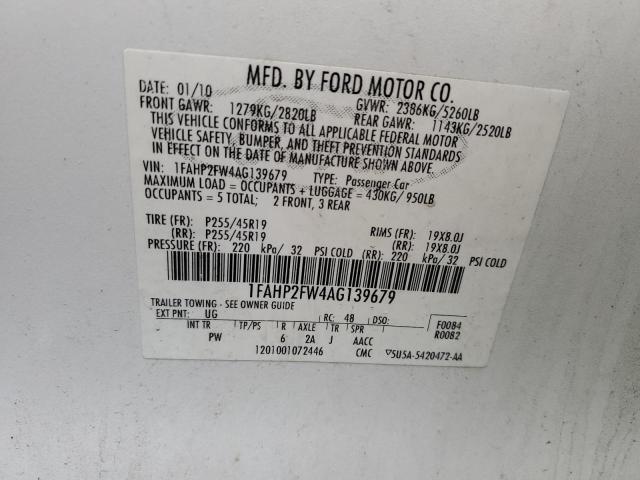 MFD. BY FORD MOTOR CO.
DATE: 01/10 GVWR: 2386KG/5260LB
FRONT GAWR: 1279KG/2820LB REAR GAWR: 1143KG/2520LB
THIS VEHICLE CONFORMS TO ALL APPLICABLE FEDERAL MOTOR
VEHICLE SAFETY, BUMPER, AND THEFT PREVENTION STANDARDS
IN EFFECT ON THE DATE OF MANUFACTURE SHOWN ABOVE.
VIN: 1FAHP2FW4AG139679 TYPE: Passenger Car
MAXIMUM LOAD = OCCUPANTS + LUGGAGE = 430KG/ 950LB
OCCUPANTS = 5 TOTAL; 2 FRONT, 3 REAR
TIRE (FR): P255/45R19 RIMS (FR): 19X8.0J
(RR): P255/45R19 (RR): 19X8.0J
PRESSURE (FR): 220 kPa/ 32 PSI COLD (RR): 220 kPa/ 32 PSI COLD
1FAHP2FW4AG139679
TRAILER TOWING - SEE OWNER GUIDE
EXT PNT: UG RC: 48 DSO: F0084
INT TR TP/PS R AXLE TR SPR R0082
PW 6 2A J AACC
1201001072446 CMC ▽5U5A-5420472-AA